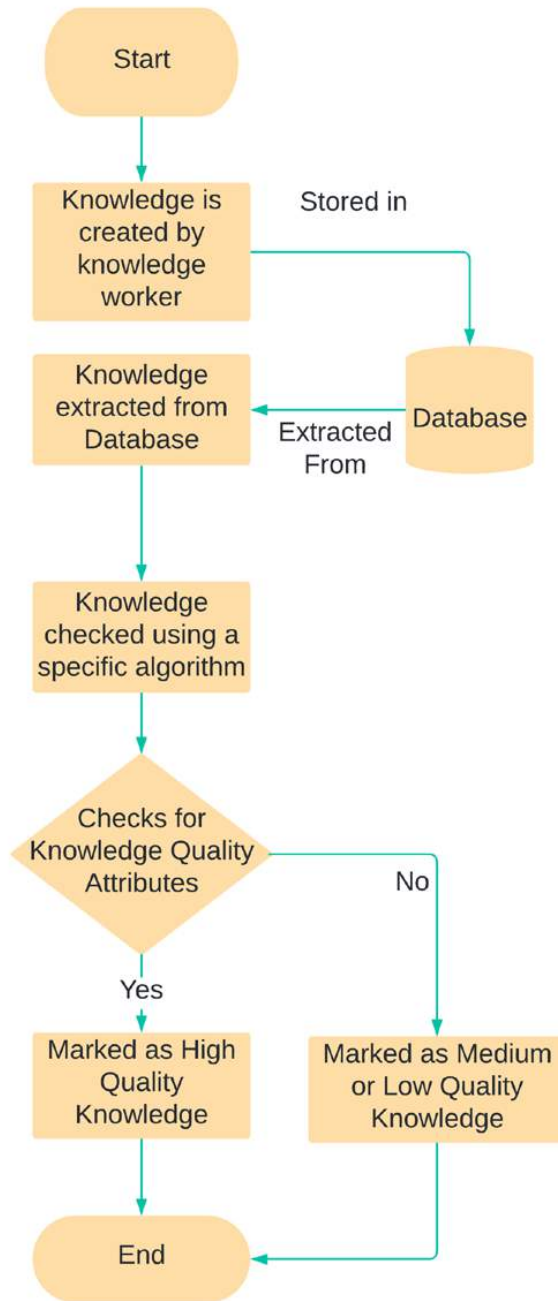 Start
Knowledge is
created by
knowledge
worker
Stored in
Database
Extracted
From
Knowledge
extracted from
Database
Knowledge
checked using a
specific algorithm
Checks for
Knowledge Quality
Attributes
No
Yes
Marked as High
Quality
Knowledge
Marked as Medium
or Low Quality
Knowledge
End